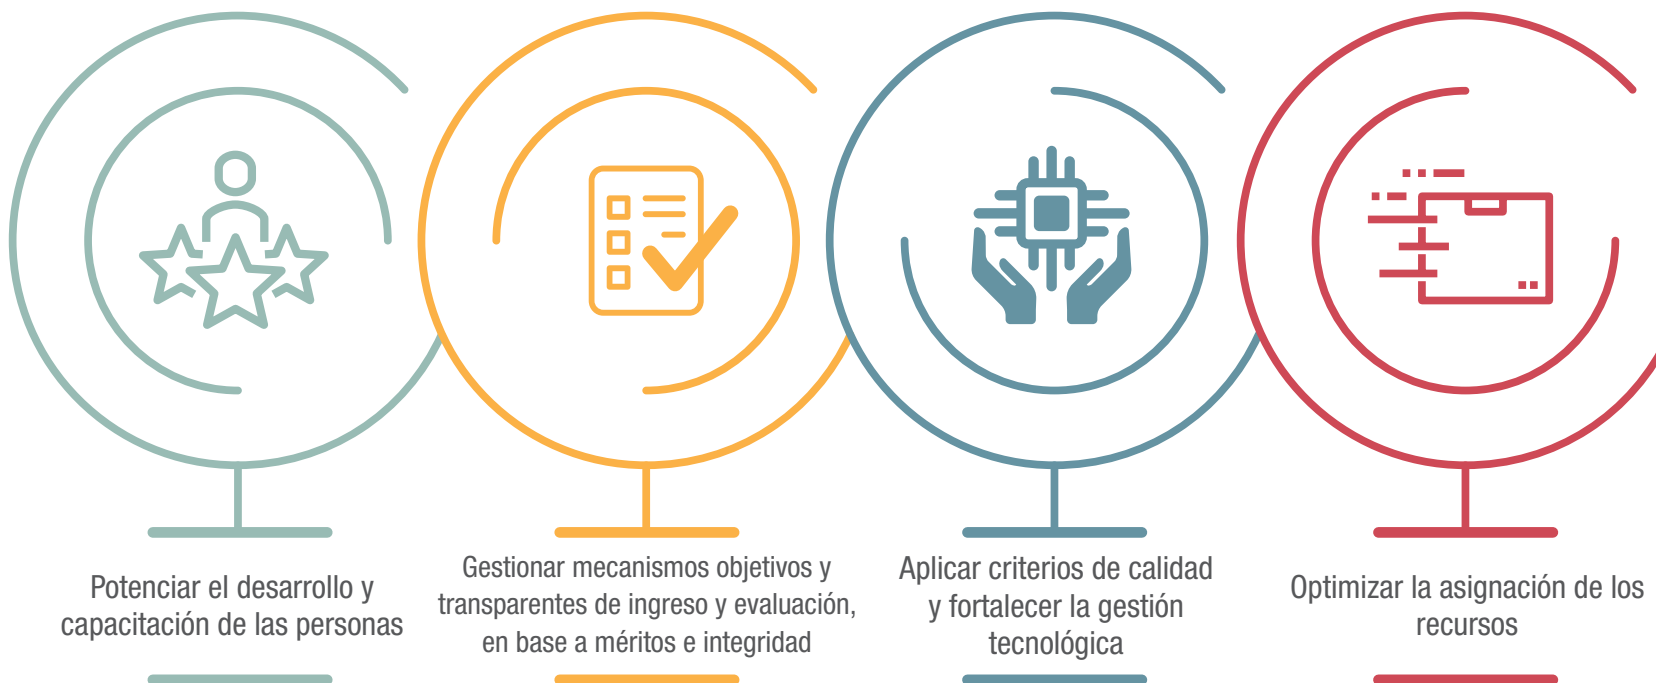 Potenciar el desarrollo y
capacitación de las personas
Gestionar mecanismos objetivos y
transparentes de ingreso y evaluación,
en base a méritos e integridad
Aplicar criterios de calidad
y fortalecer la gestión
tecnológica
Optimizar la asignación de los
recursos